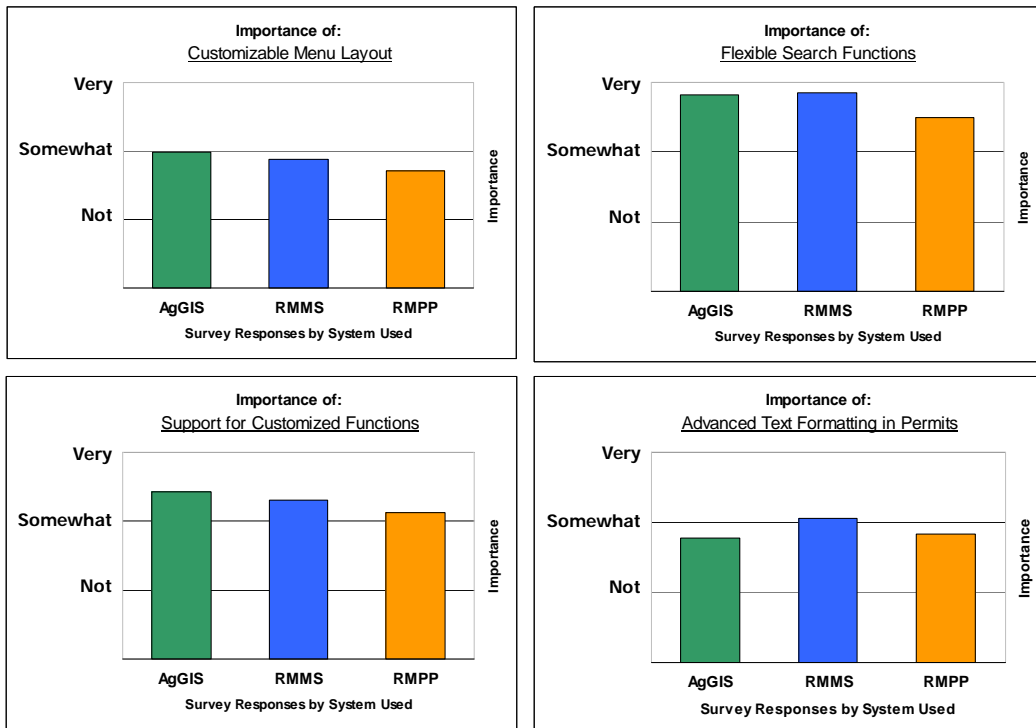 Importance of:
Customizable Menu Layout
Very
Somewhat
Not
Importance
AgGIS RMMS RMPP
Survey Responses by System Used
Importance of:
Flexible Search Functions
Very
Somewhat
Not
Importance
AgGIS RMMS RMPP
Survey Responses by System Used
Importance of:
Support for Customized Functions
Very
Somewhat
Not
Importance
AgGIS RMMS RMPP
Survey Responses by System Used
Importance of:
Advanced Text Formatting in Permits
Very
Somewhat
Not
Importance
AgGIS RMMS RMPP
Survey Responses by System Used